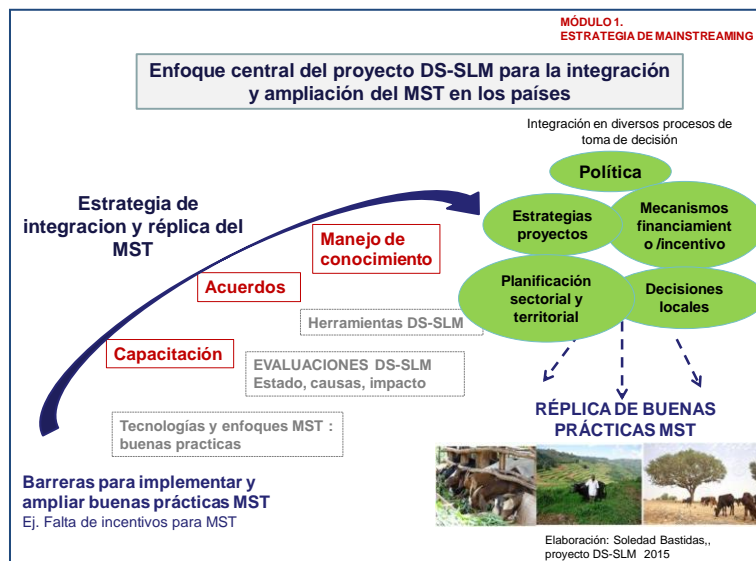 MÓDULO 1.
ESTRATEGIA DE MAINSTREAMING
Enfoque central del proyecto DS-SLM para la integración
y ampliación del MST en los países
Integración en diversos procesos de
toma de decisión
Política
Estrategia de
integracion y réplica del
MST
Estrategias
proyectos
Mecanismos
financiamient
o /incentivo
Manejo de
conocimiento
Acuerdos
Planificación
sectorial y
territorial
Decisiones
locales
Herramientas DS-SLM
Capacitación
EVALUACIONES DS-SLM
Estado, causas, impacto
Tecnologías y enfoques MST :
buenas practicas
RÉPLICA DE BUENAS
PRÁCTICAS MST
Barreras para implementar y
ampliar buenas prácticas MST
Ej. Falta de incentivos para MST
Elaboración: Soledad Bastidas,,
proyecto DS-SLM 2015